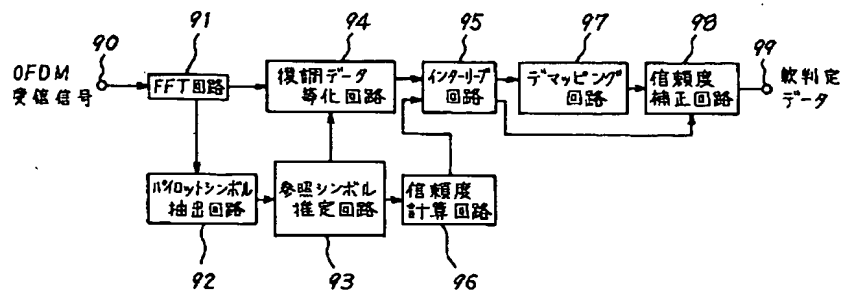 90
OFDM
受信信号
91
FFT回路
94
復調データ
等化回路
95
インターリーブ
回路
97
デマッピング
回路
98
信頼度
補正回路
99
軟判定
データ
パイロットシンボル
抽出回路
92
参照シンボル
推定回路
93
信頼度
計算回路
96